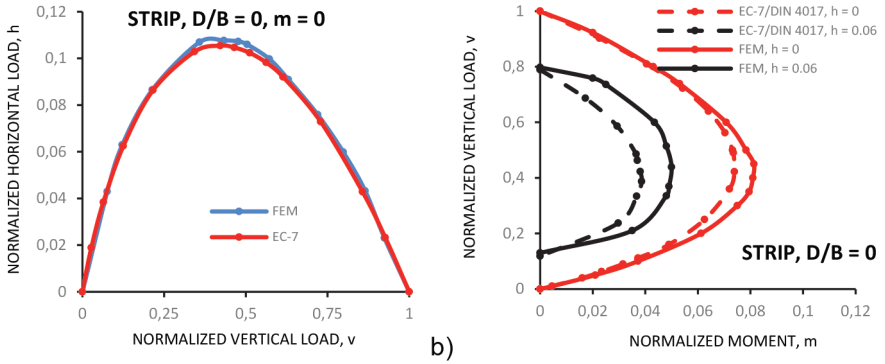 STRIP, D/B = 0, m = 0
NORMALIZED HORIZONTAL LOAD, h
0,12
0,1
0,08
0,06
0,04
0,02
0
FEM
EC-7
0
0,25
0,5
0,75
1
NORMALIZED VERTICAL LOAD, v
b)
EC-7/DIN 4017, h = 0
EC-7/DIN 4017, h = 0.06
FEM, h = 0
FEM, h = 0.06
NORMALIZED VERTICAL LOAD, v
1
0,8
0,6
0,4
0,2
0
STRIP, D/B = 0
0
0,02
0,04
0,06
0,08
0,1
0,12
NORMALIZED MOMENT, m